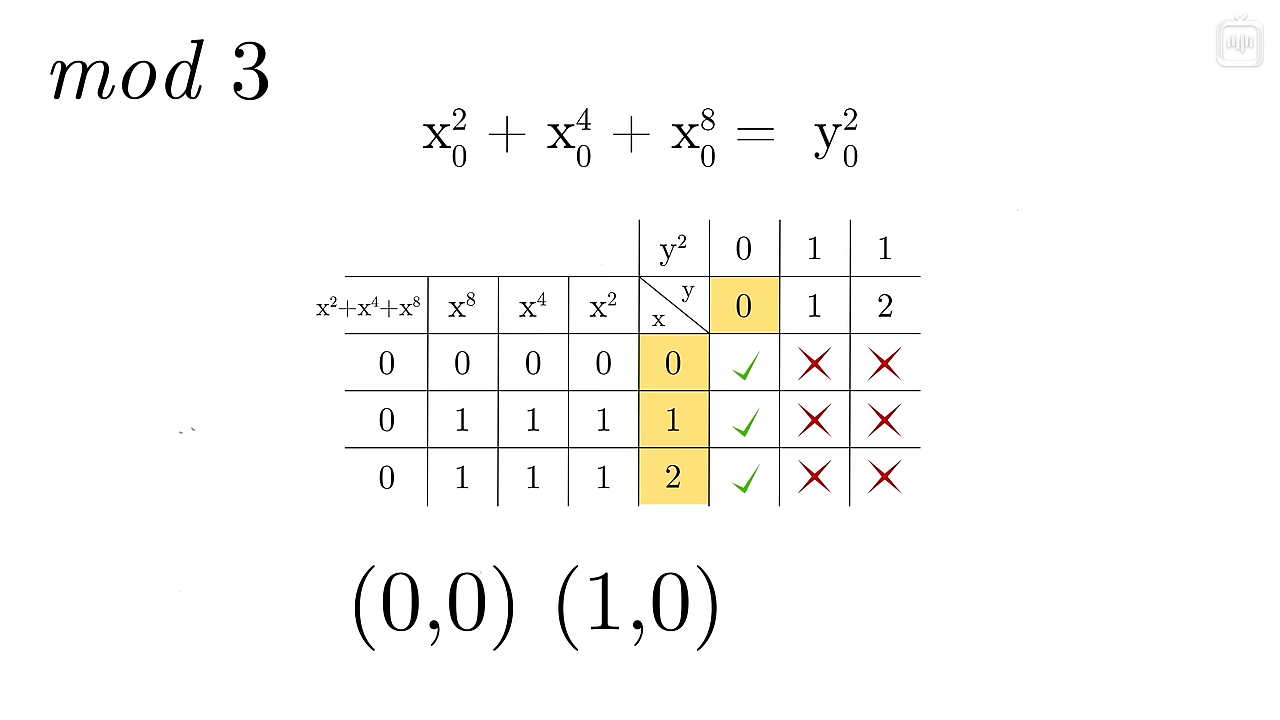 mod 3
x₀² + x₀⁴ + x₀⁸ = y₀²
y² 0 1 1
x²+x⁴+x⁸ x⁸ x⁴ x² y x 0 1 2
0 0 0 0 0 ✓ ✗ ✗
0 1 1 1 1 ✓ ✗ ✗
0 1 1 1 2 ✓ ✗ ✗
(0,0) (1,0)